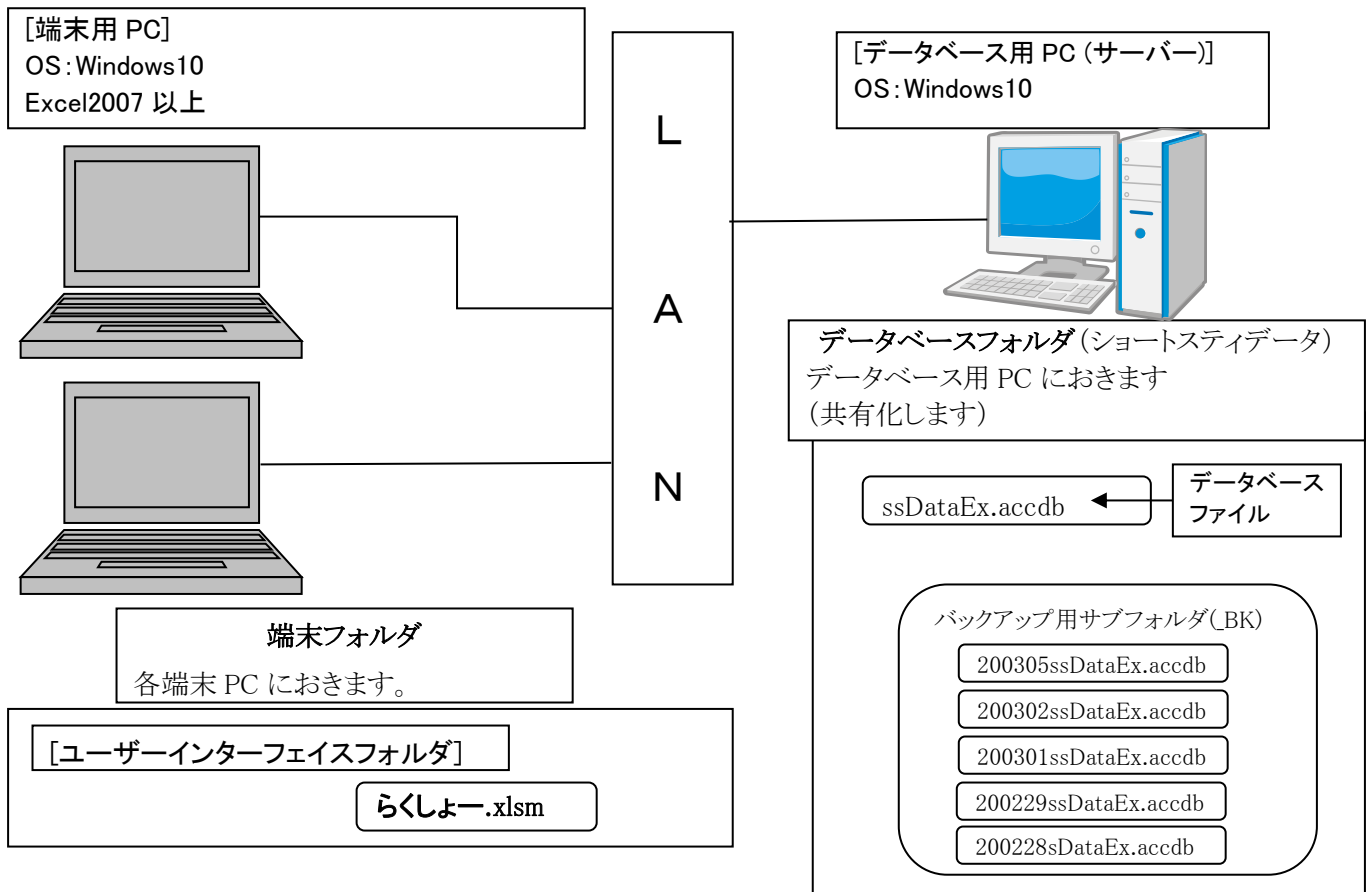 [端末用 PC]
OS:Windows10
Excel2007 以上
L
A
N
[データベース用 PC (サーバー)]
OS:Windows10
データベースフォルダ(ショートスティデータ)
データベース用 PC におきます
(共有化します)
ssDataEx.accdb
データベース
ファイル
バックアップ用サブフォルダ(_BK)
200305ssDataEx.accdb
200302ssDataEx.accdb
200301ssDataEx.accdb
200229ssDataEx.accdb
200228sDataEx.accdb
端末フォルダ
各端末 PC におきます。
[ユーザーインターフェイスフォルダ]
らくしょー.xlsm